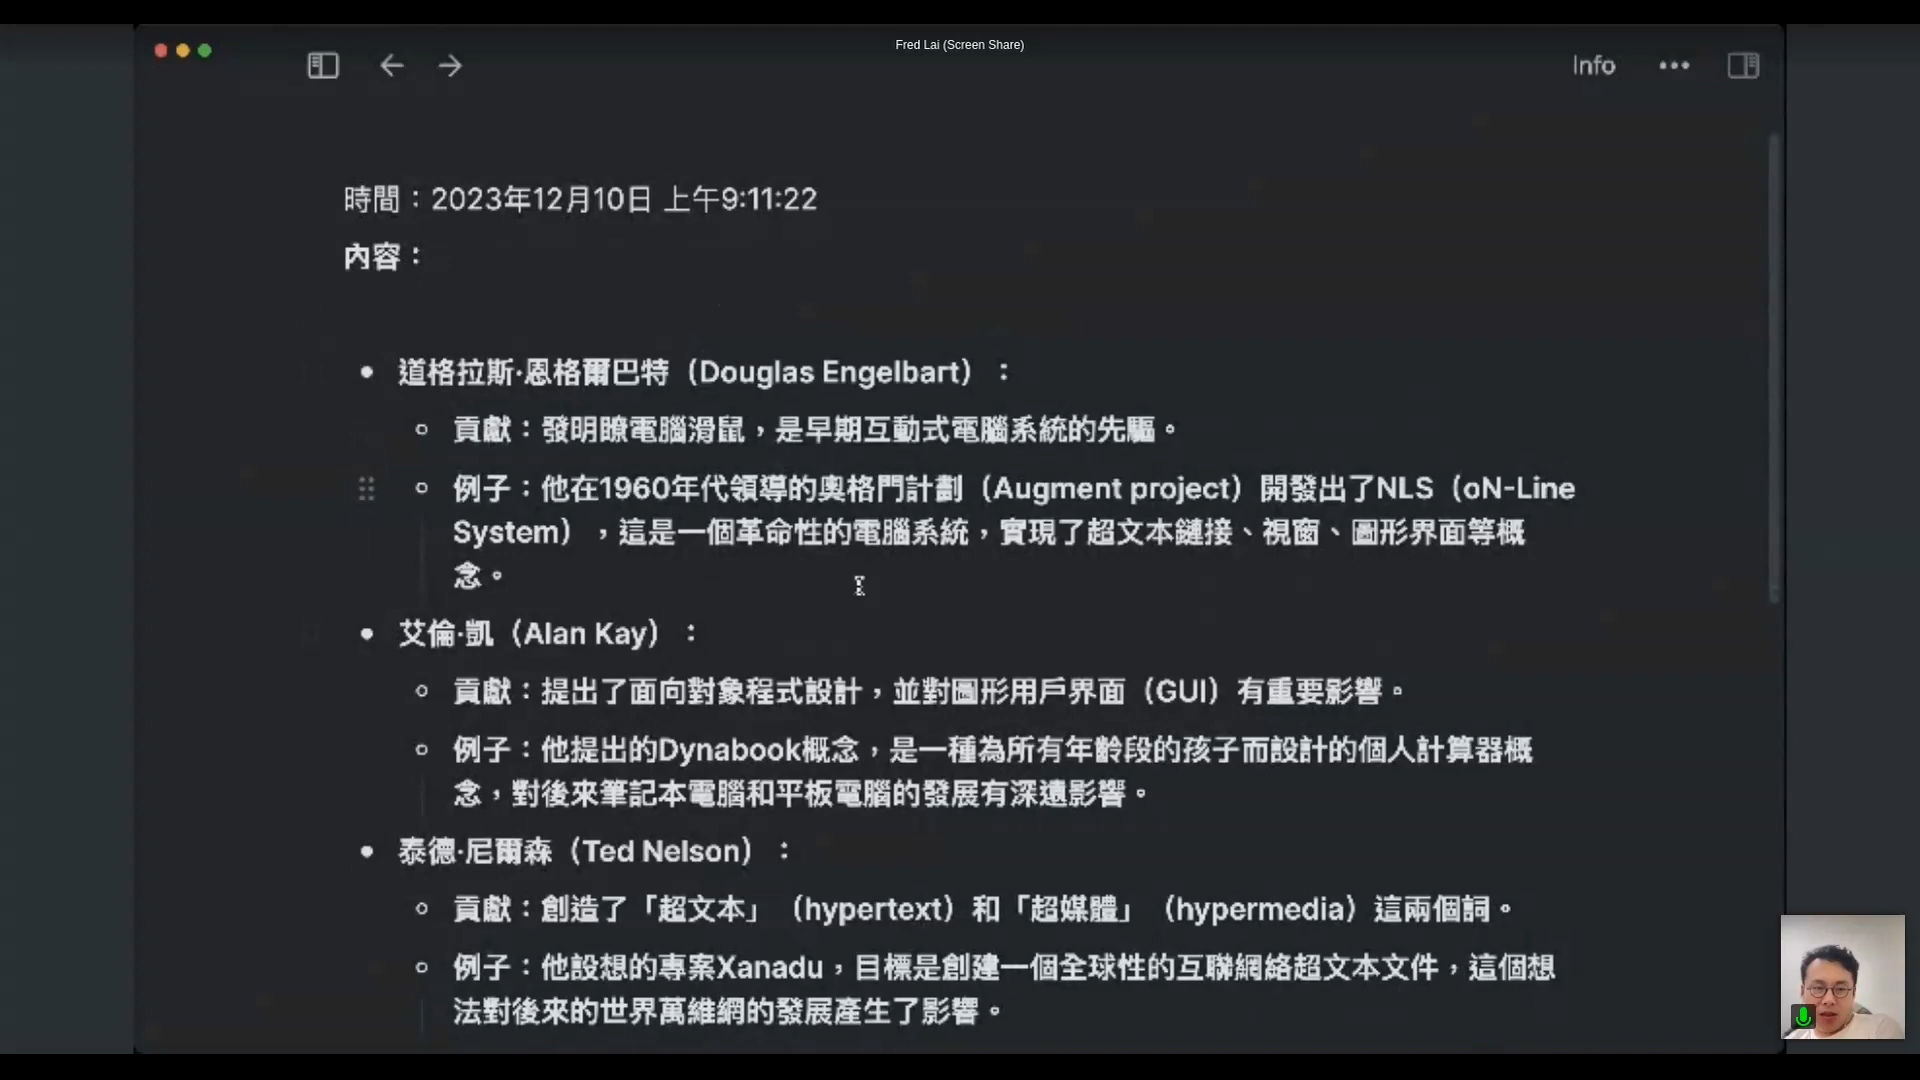 Fred Lai (Screen Share)
Info
時間：2023年12月10日 上午9:11:22
內容：
道格拉斯·恩格爾巴特（Douglas Engelbart）：
貢獻：發明瞭電腦滑鼠，是早期互動式電腦系統的先驅。
例子：他在1960年代領導的奧格門計劃（Augment project）開發出了NLS（oN-Line
System），這是一個革命性的電腦系統，實現了超文本鏈接、視窗、圖形界面等概
念。
艾倫·凱（Alan Kay）：
貢獻：提出了面向對象程式設計，並對圖形用戶界面（GUI）有重要影響。
例子：他提出的Dynabook概念，是一種為所有年齡段的孩子而設計的個人計算器概
念，對後來筆記本電腦和平板電腦的發展有深遠影響。
泰德·尼爾森（Ted Nelson）：
貢獻：創造了「超文本」（hypertext）和「超媒體」（hypermedia）這兩個詞。
例子：他設想的專案Xanadu，目標是創建一個全球性的互聯網絡超文本文件，這個想
法對後來的世界萬維網的發展產生了影響。